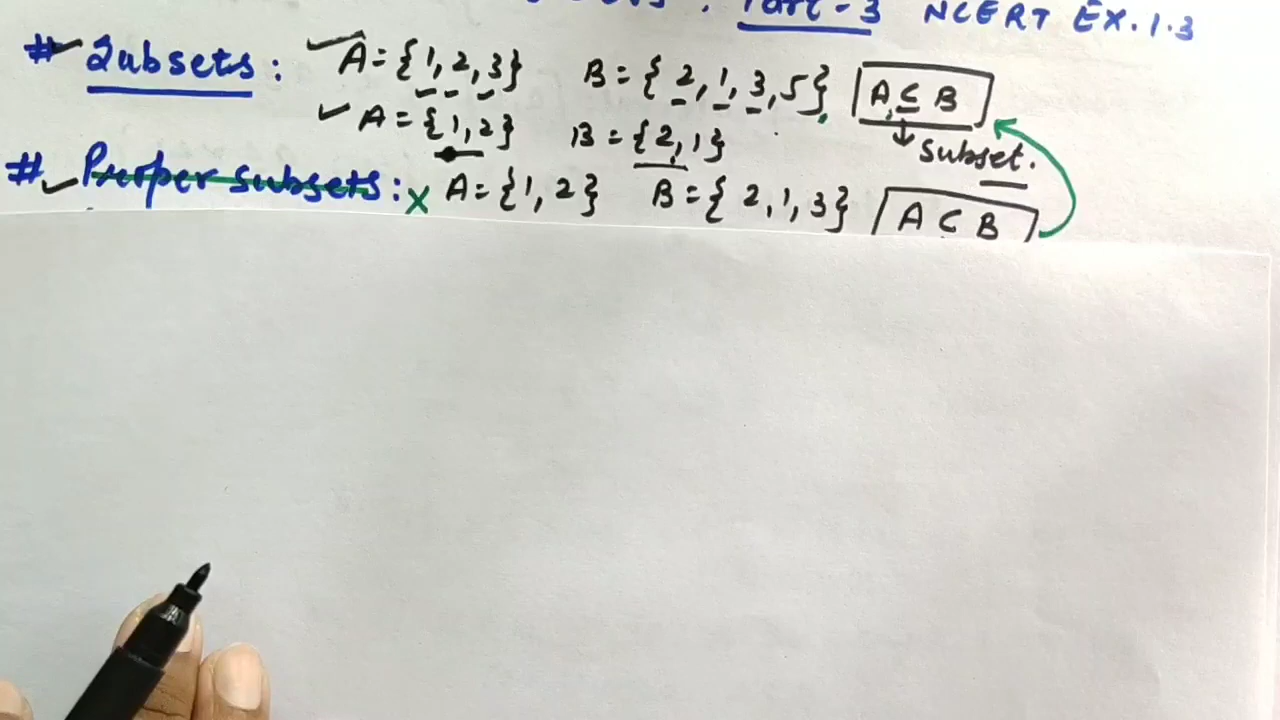 Part-3 NCERT EX.1.3
# Subsets: A={1,2,3} B={2,1,3,5} A ⊆ B
A={1,2} B={2,1} Subset.
# Proper subsets: x A={1,2} B={2,1,3} A ⊂ B